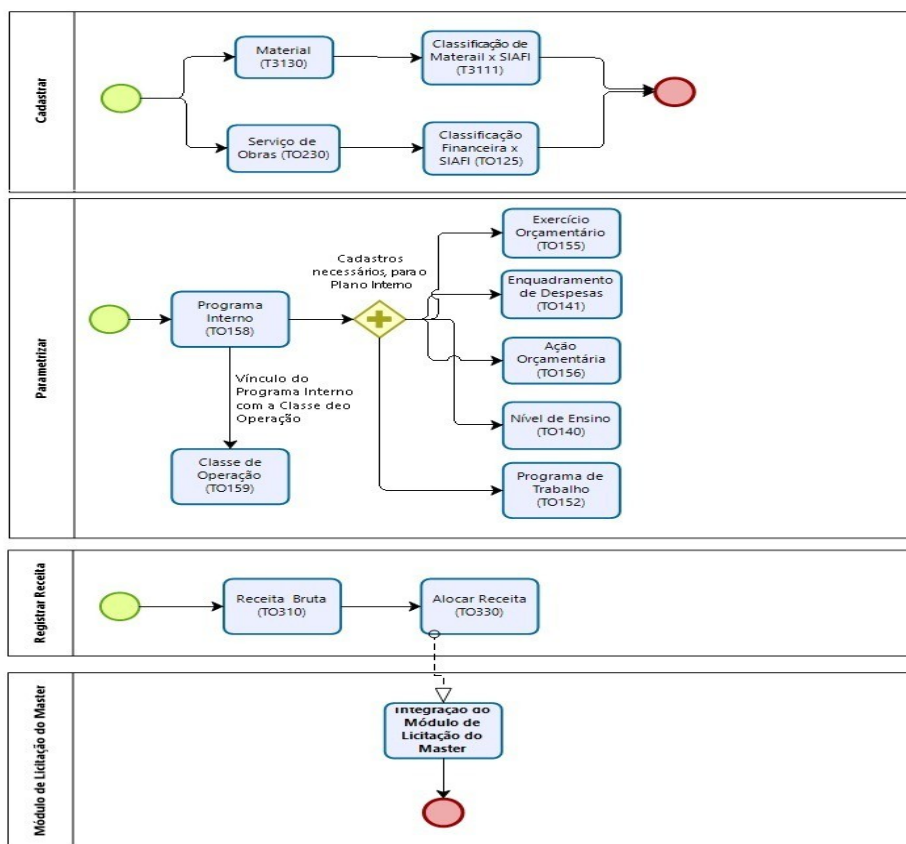 Cadastrar
Material
(T3130)
Classificação de
Materail x SIAFI
(T3111)
Serviço de
Obras (TO230)
Classificação
Financeira x
SIAFI (TO125)
Parametrizar
Programa
Interno
(TO158)
Cadastros
necessários, para o
Plano Interno
Vínculo do
Programa Interno
com a Classe deo
Operação
Classe de
Operação
(TO159)
Exercício
Orçamentário
(TO155)
Enquadramento
de Despesas
(TO141)
Ação
Orçamentária
(TO156)
Nível de Ensino
(TO140)
Programa de
Trabalho
(TO152)
Registrar Receita
Receita Bruta
(TO310)
Alocar Receita
(TO330)
Módulo de Licitação do Master
Integração do
Módulo de
Licitação do
Master